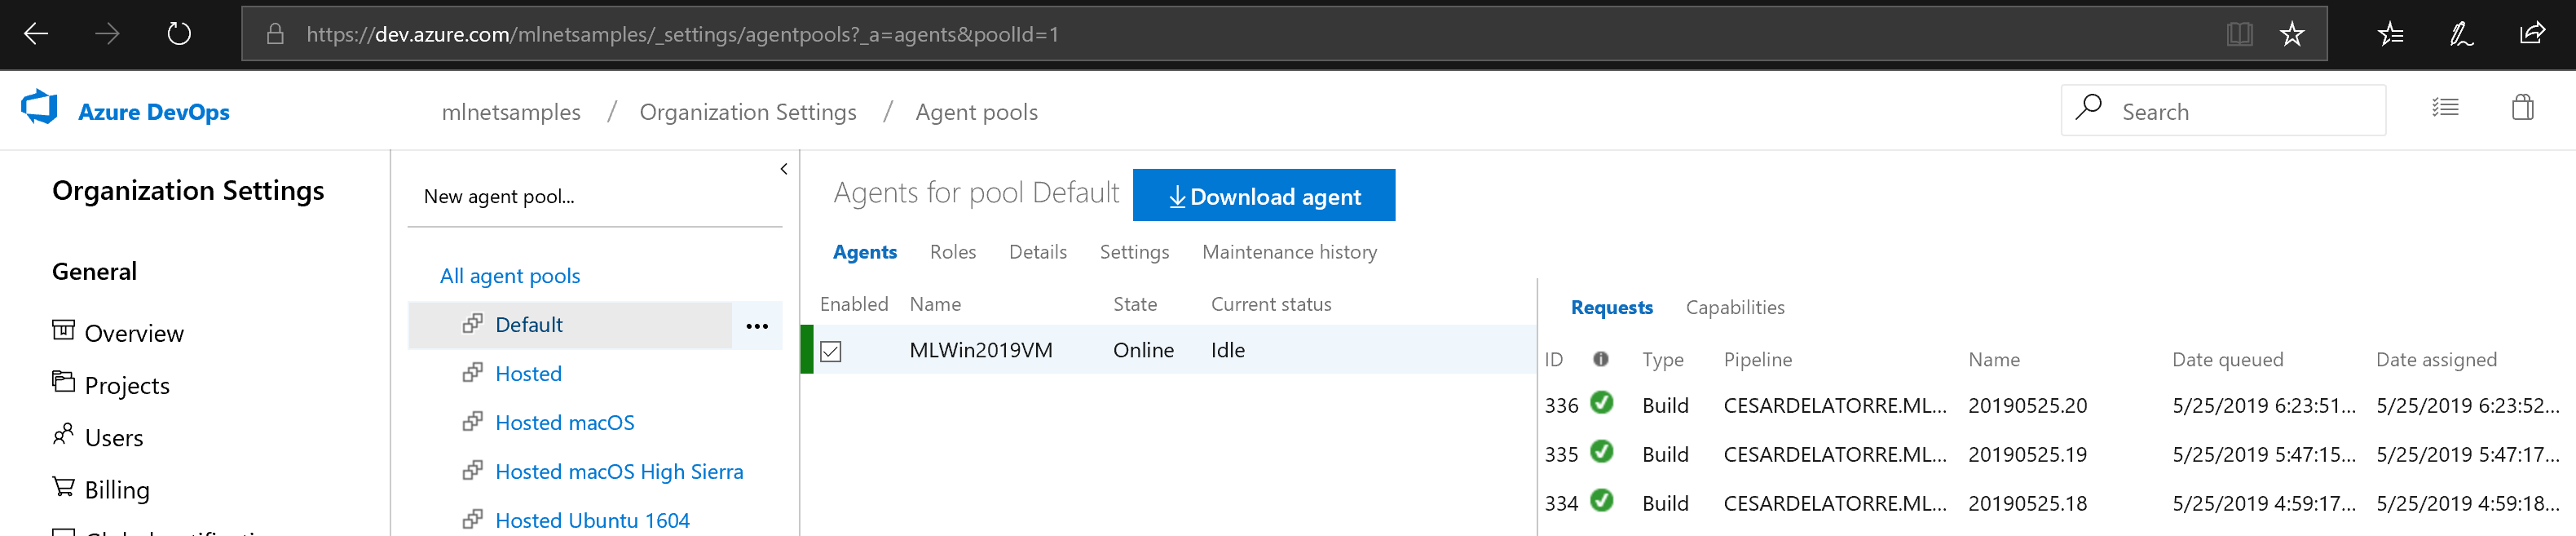 https://dev.azure.com/mlnetsamples/_settings/agentpools?_a=agents&poolId=1
Azure DevOps
mlnetsamples / Organization Settings / Agent pools
Search
Organization Settings
General
Overview
Projects
Users
Billing
New agent pool...
All agent pools
Default
Hosted
Hosted macOS
Hosted macOS High Sierra
Hosted Ubuntu 1604
Agents for pool Default
Download agent
Agents Roles Details Settings Maintenance history
Enabled Name State Current status
MLWin2019VM Online Idle
Requests Capabilities
ID Type Pipeline Name Date queued Date assigned
336 Build CESARDELATORRE.ML... 20190525.20 5/25/2019 6:23:51... 5/25/2019 6:23:52...
335 Build CESARDELATORRE.ML... 20190525.19 5/25/2019 5:47:15... 5/25/2019 5:47:17...
334 Build CESARDELATORRE.ML... 20190525.18 5/25/2019 4:59:17... 5/25/2019 4:59:18...